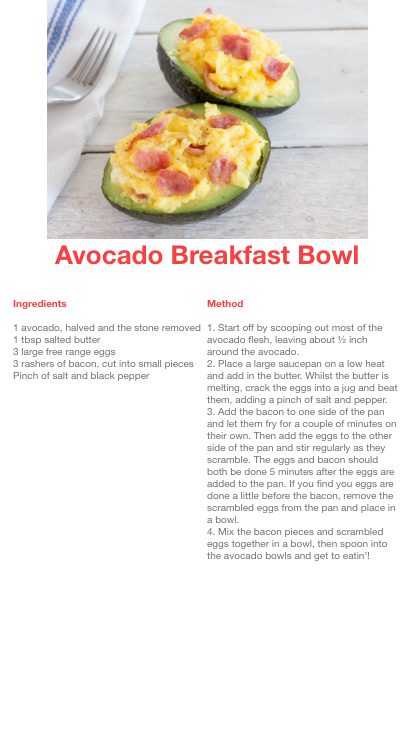 Avocado Breakfast Bowl
Ingredients
1 avocado, halved and the stone removed
1 tbsp salted butter
3 large free range eggs
3 rashers of bacon, cut into small pieces
Pinch of salt and black pepper
Method
1. Start off by scooping out most of the
avocado flesh, leaving about ½ inch
around the avocado.
2. Place a large saucepan on a low heat
and add in the butter. Whilst the butter is
melting, crack the eggs into a jug and beat
them, adding a pinch of salt and pepper.
3. Add the bacon to one side of the pan
and let them fry for a couple of minutes on
their own. Then add the eggs to the other
side of the pan and stir regularly as they
scramble. The eggs and bacon should
both be done 5 minutes after the eggs are
added to the pan. If you find you eggs are
done a little before the bacon, remove the
scrambled eggs from the pan and place in
a bowl.
4. Mix the bacon pieces and scrambled
eggs together in a bowl, then spoon into
the avocado bowls and get to eatin'!